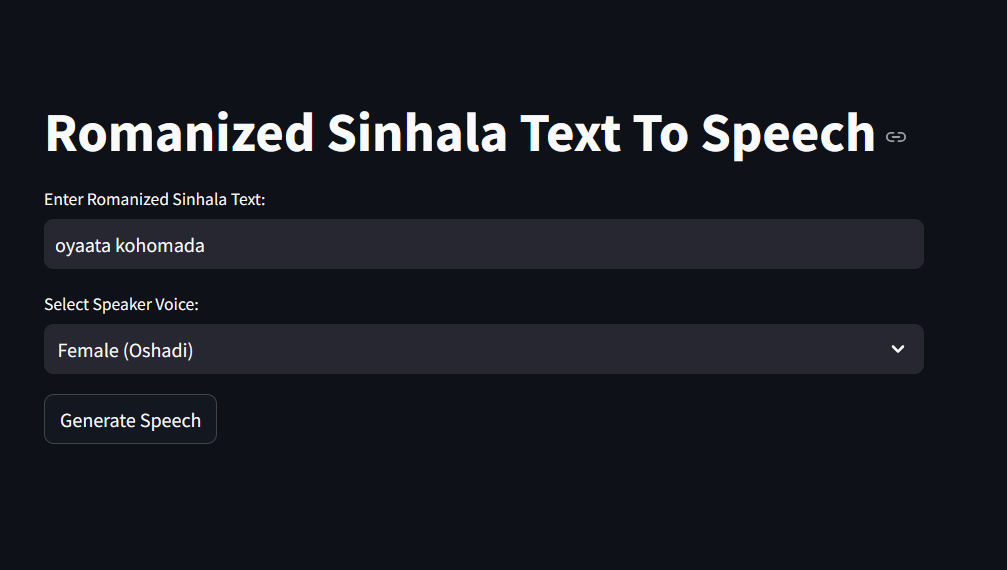 Romanized Sinhala Text To Speech
Enter Romanized Sinhala Text:
oyaata kohomada
Select Speaker Voice:
Female (Oshadi)
Generate Speech